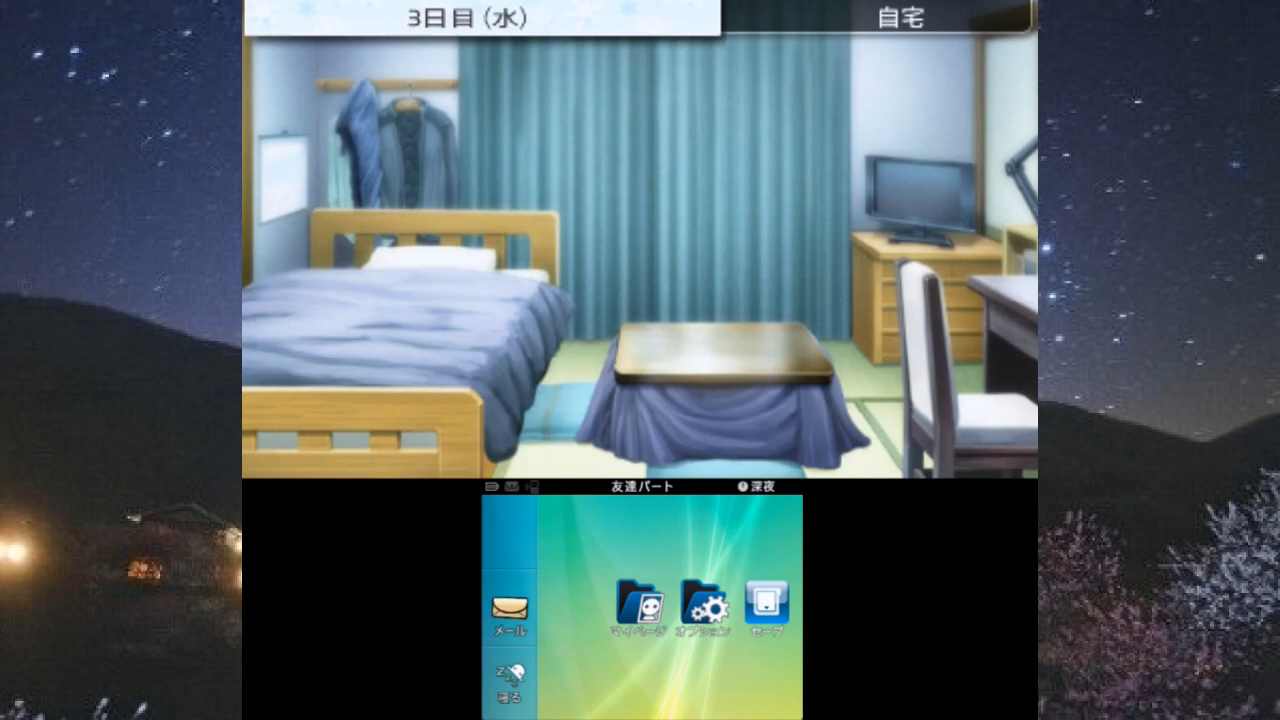 3日目(水)
自宅
友達パート
深夜
マイページ
オプション
セーブ
メール
寝る